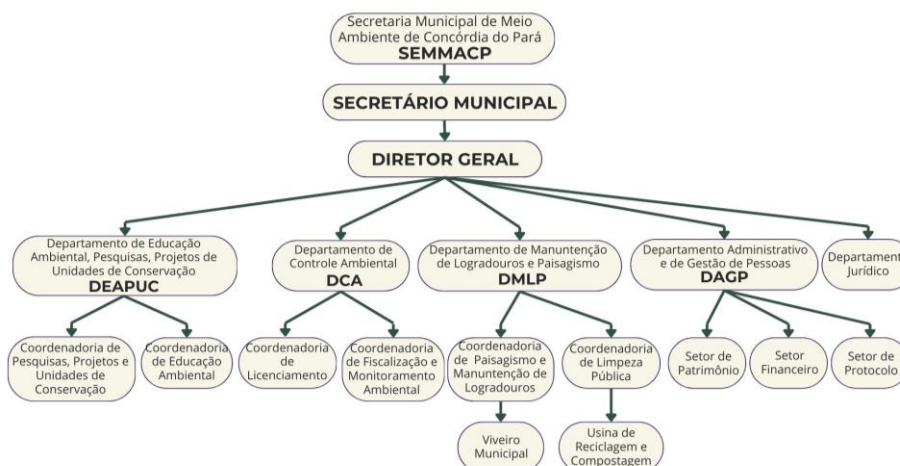 Secretaria Municipal de Meio
Ambiente de Concórdia do Pará
SEMMACP
SECRETÁRIO MUNICIPAL
DIRETOR GERAL
Departamento de Educação
Ambiental, Pesquisas, Projetos de
Unidades de Conservação
DEAPUC
Departamento de
Controle Ambiental
DCA
Departamento de Manuntenção
de Logradouros e Paisagismo
DMLP
Departamento Administrativo
e de Gestão de Pessoas
DAGP
Departament
Jurídico
Coordenadoria de
Pesquisas, Projetos e
Unidades de
Conservação
Coordenadoria
de Educação
Ambiental
Coordenadoria
de
Licenciamento
Coordenadoria
de Fiscalização e
Monitoramento
Ambiental
Coordenadoria
de Paisagismo e
Manutenção de
Logradouros
Coordenadoria
de Limpeza
Pública
Setor de
Patrimônio
Setor
Financeiro
Setor de
Protocolo
Viveiro
Municipal
Usina de
Reciclagem e
Compostagem